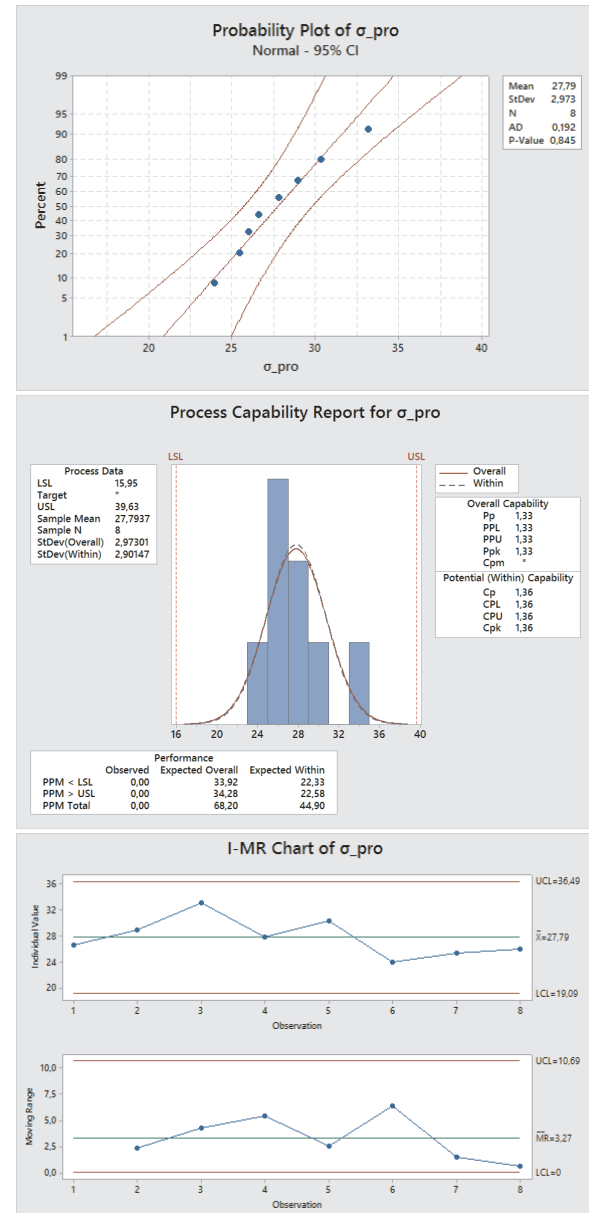 Probability Plot of σ_pro
Normal - 95% CI
99
95
90
80
70
60
50
40
30
20
10
5
1
Percent
20 25 30 35 40
σ_pro
Mean 27,79
StDev 2,973
N 8
AD 0,192
P-Value 0,845
Process Capability Report for σ_pro
LSL USL
Process Data
LSL 15,95
Target *
USL 39,63
Sample Mean 27,7937
Sample N 8
StDev(Overall) 2,97301
StDev(Within) 2,90147
Overall
Within
Overall Capability
Pp 1,33
PPL 1,33
PPU 1,33
Ppk 1,33
Cpm *
Potential (Within) Capability
Cp 1,36
CPL 1,36
CPU 1,36
Cpk 1,36
16 20 24 28 32 36 40
Performance
Observed Expected Overall Expected Within
PPM < LSL 0,00 33,92 22,33
PPM > USL 0,00 34,28 22,58
PPM Total 0,00 68,20 44,90
I-MR Chart of σ_pro
36
32
28
24
20
Individual Value
UCL=36,49
X̄=27,79
LCL=19,09
1 2 3 4 5 6 7 8
Observation
10,0
7,5
5,0
2,5
0,0
Moving Range
UCL=10,69
M̅R̅=3,27
LCL=0
1 2 3 4 5 6 7 8
Observation